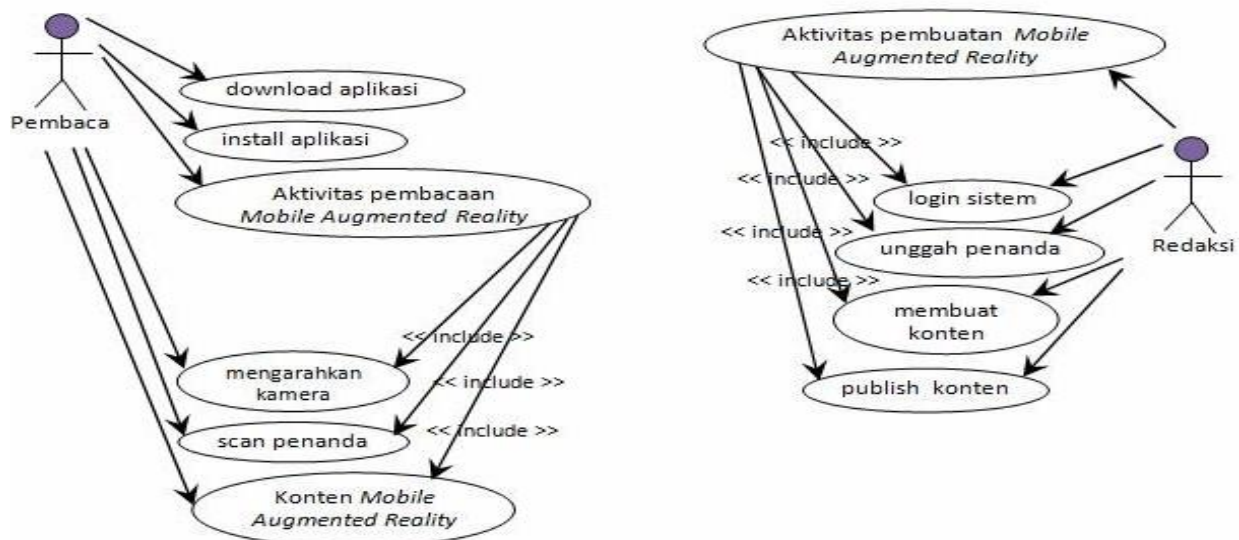 download aplikasi
Pembaca
install aplikasi
Aktivitas pembacaan
Mobile Augmented Reality
<< include >>
mengarahkan
kamera
<< include >>
scan penanda
<< include >>
Konten Mobile
Augmented Reality
Aktivitas pembuatan Mobile
Augmented Reality
<< include >>
<< include >>
login sistem
<< include >>
unggah penanda
Redaksi
<< include >>
membuat
konten
publish konten